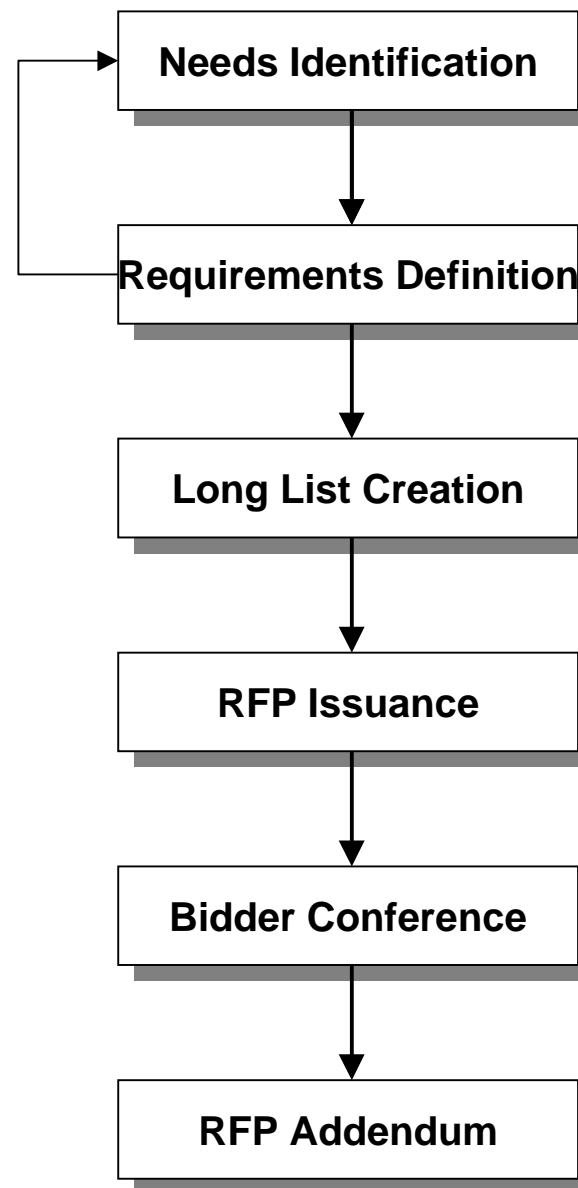 Needs Identification
Requirements Definition
Long List Creation
RFP Issuance
Bidder Conference
RFP Addendum